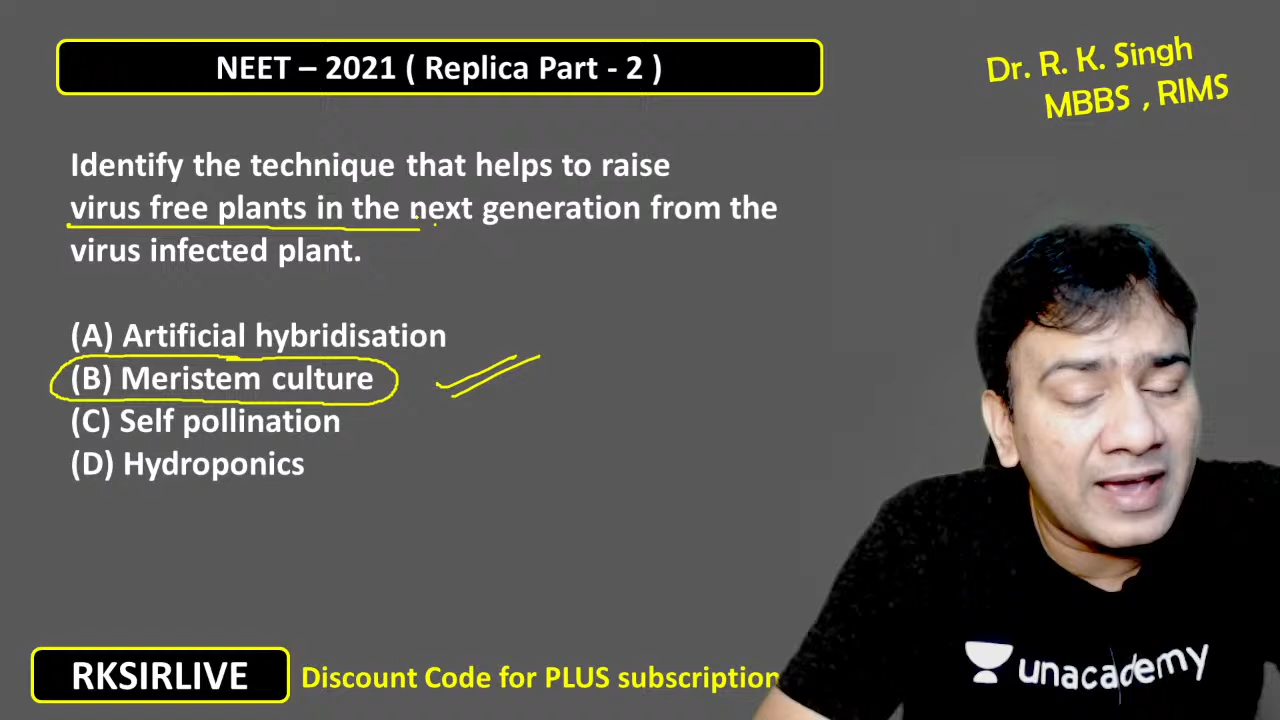 NEET – 2021 ( Replica Part - 2 )
Dr. R. K. Singh
MBBS , RIMS
Identify the technique that helps to raise
virus free plants in the next generation from the
virus infected plant.
(A) Artificial hybridisation
(B) Meristem culture
(C) Self pollination
(D) Hydroponics
unacademy
RKSIRLIVE
Discount Code for PLUS subscription